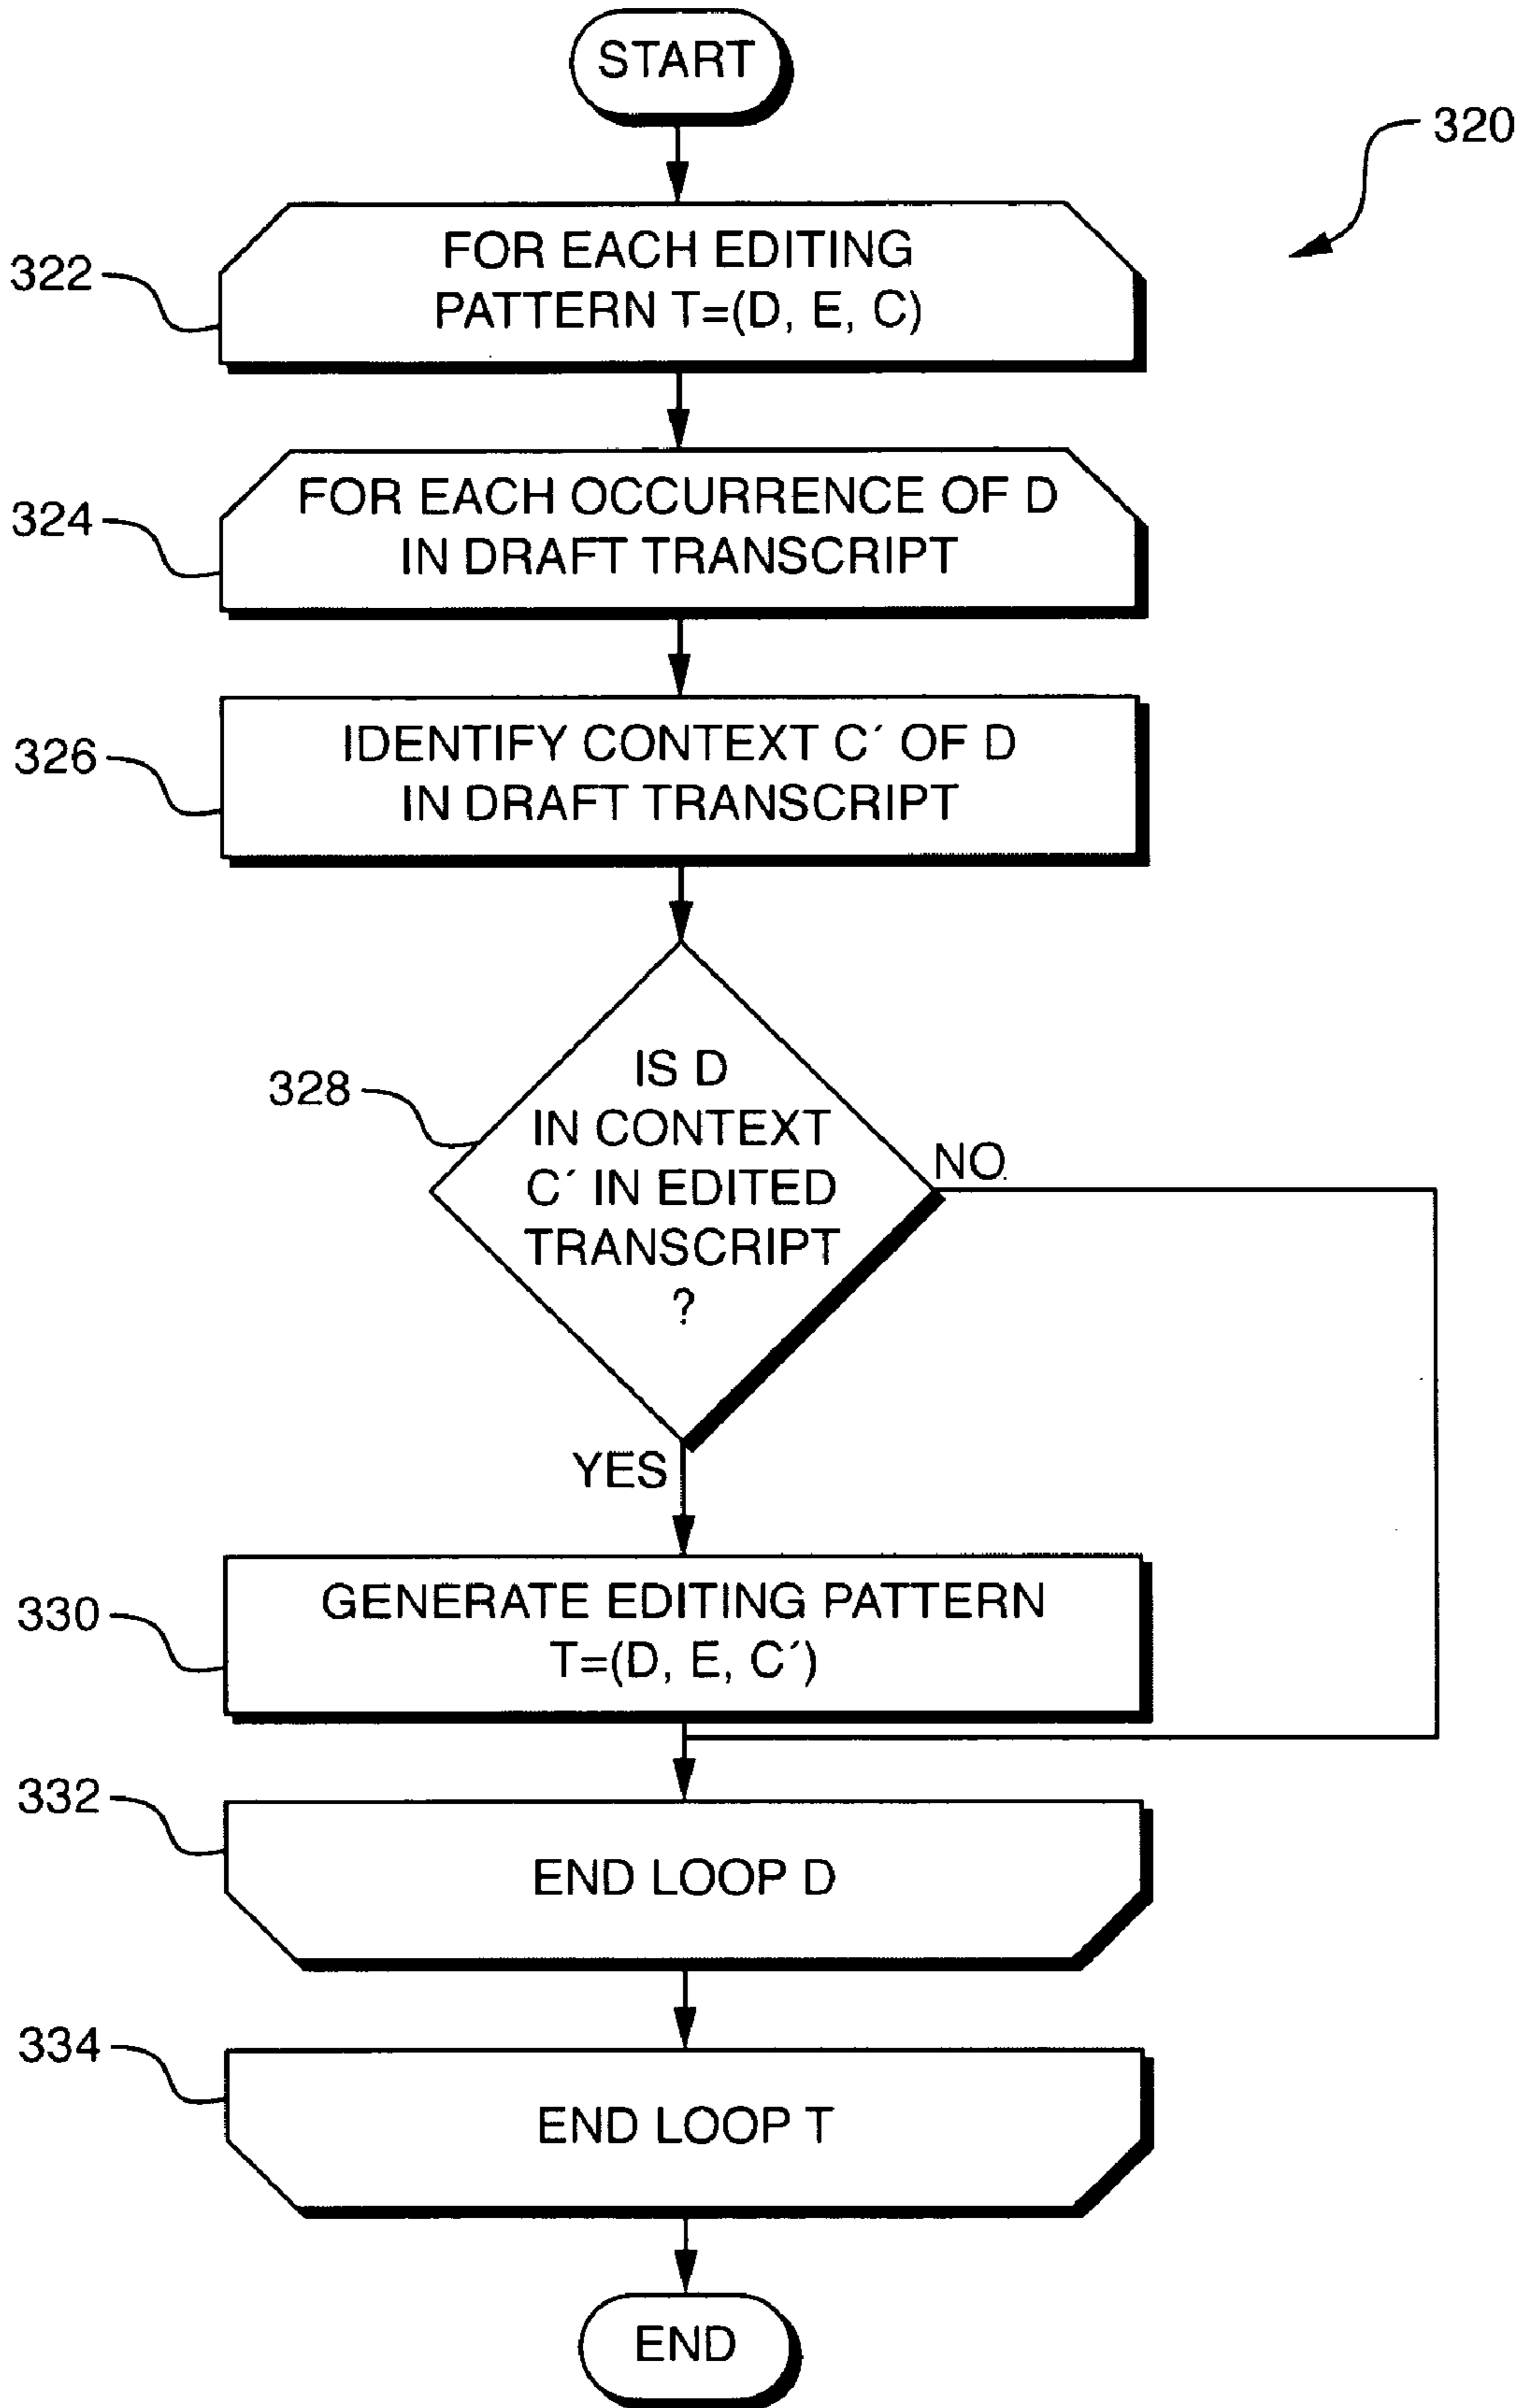 START
320
322
FOR EACH EDITING
PATTERN T=(D, E, C)
324
FOR EACH OCCURRENCE OF D
IN DRAFT TRANSCRIPT
326
IDENTIFY CONTEXT C´ OF D
IN DRAFT TRANSCRIPT
328
IS D
IN CONTEXT
C´ IN EDITED
TRANSCRIPT
?
NO
YES
330
GENERATE EDITING PATTERN
T=(D, E, C´)
332
END LOOP D
334
END LOOP T
END